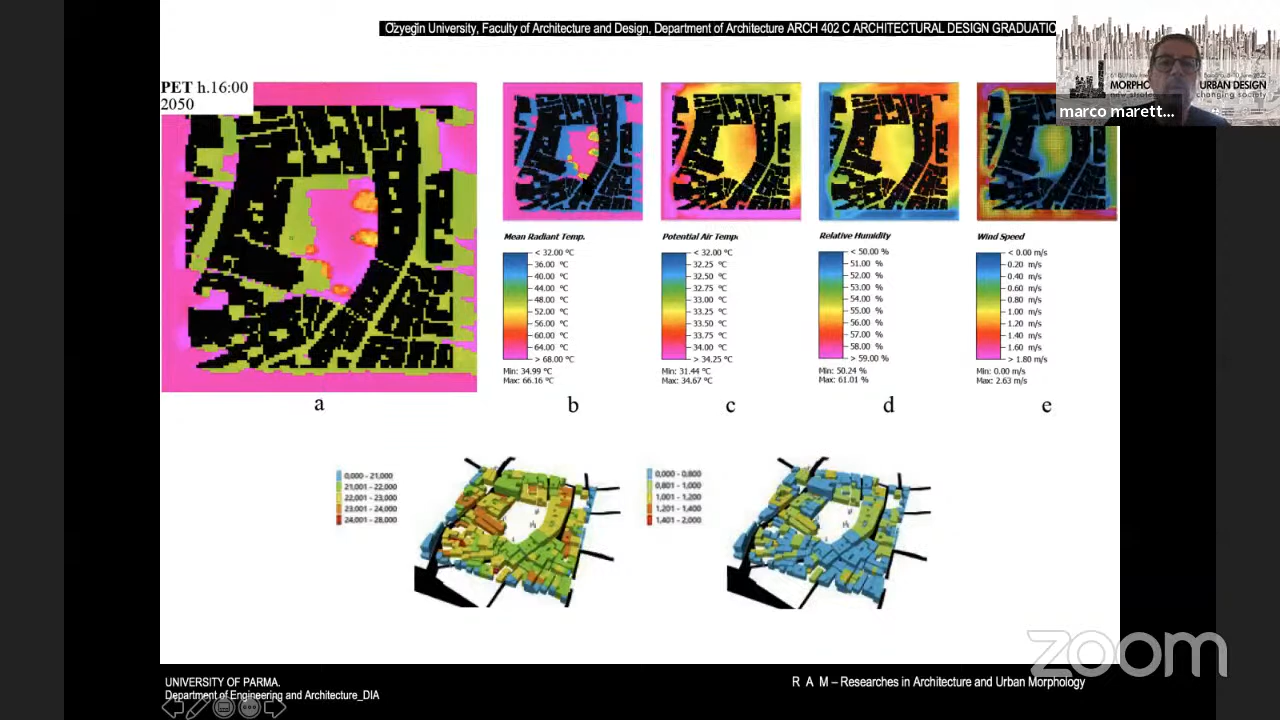 Ozyegin University, Faculty of Architecture and Design, Department of Architecture ARCH 402 C ARCHITECTURAL DESIGN GRADUATIO
MORPHO
URBAN DESIGN
changing society
marco marett...
PET h.16:00
2050
Mean Radiant Temp.
< 32.00 °C
36.00 °C
40.00 °C
44.00 °C
48.00 °C
52.00 °C
56.00 °C
60.00 °C
64.00 °C
> 68.00 °C
Min: 34.99 °C
Max: 66.16 °C
Potential Air Temp.
< 32.00 °C
32.25 °C
32.50 °C
32.75 °C
33.00 °C
33.25 °C
33.50 °C
33.75 °C
34.00 °C
> 34.25 °C
Min: 31.44 °C
Max: 34.67 °C
Relative Humidity
< 50.00 %
51.00 %
52.00 %
53.00 %
54.00 %
55.00 %
56.00 %
57.00 %
58.00 %
> 59.00 %
Min: 50.24 %
Max: 61.01 %
Wind Speed
< 0.00 m/s
0.20 m/s
0.40 m/s
0.60 m/s
0.80 m/s
1.00 m/s
1.20 m/s
1.40 m/s
1.60 m/s
> 1.80 m/s
Min: 0.00 m/s
Max: 2.63 m/s
a
b
c
d
e
0,000 - 21,000
21,001 - 22,000
22,001 - 23,000
23,001 - 24,000
24,001 - 28,000
0,000 - 0,800
0,801 - 1,000
1,001 - 1,200
1,201 - 1,400
1,401 - 2,000
zoom
UNIVERSITY OF PARMA.
Department of Engineering and Architecture_DIA
R A M – Researches in Architecture and Urban Morphology